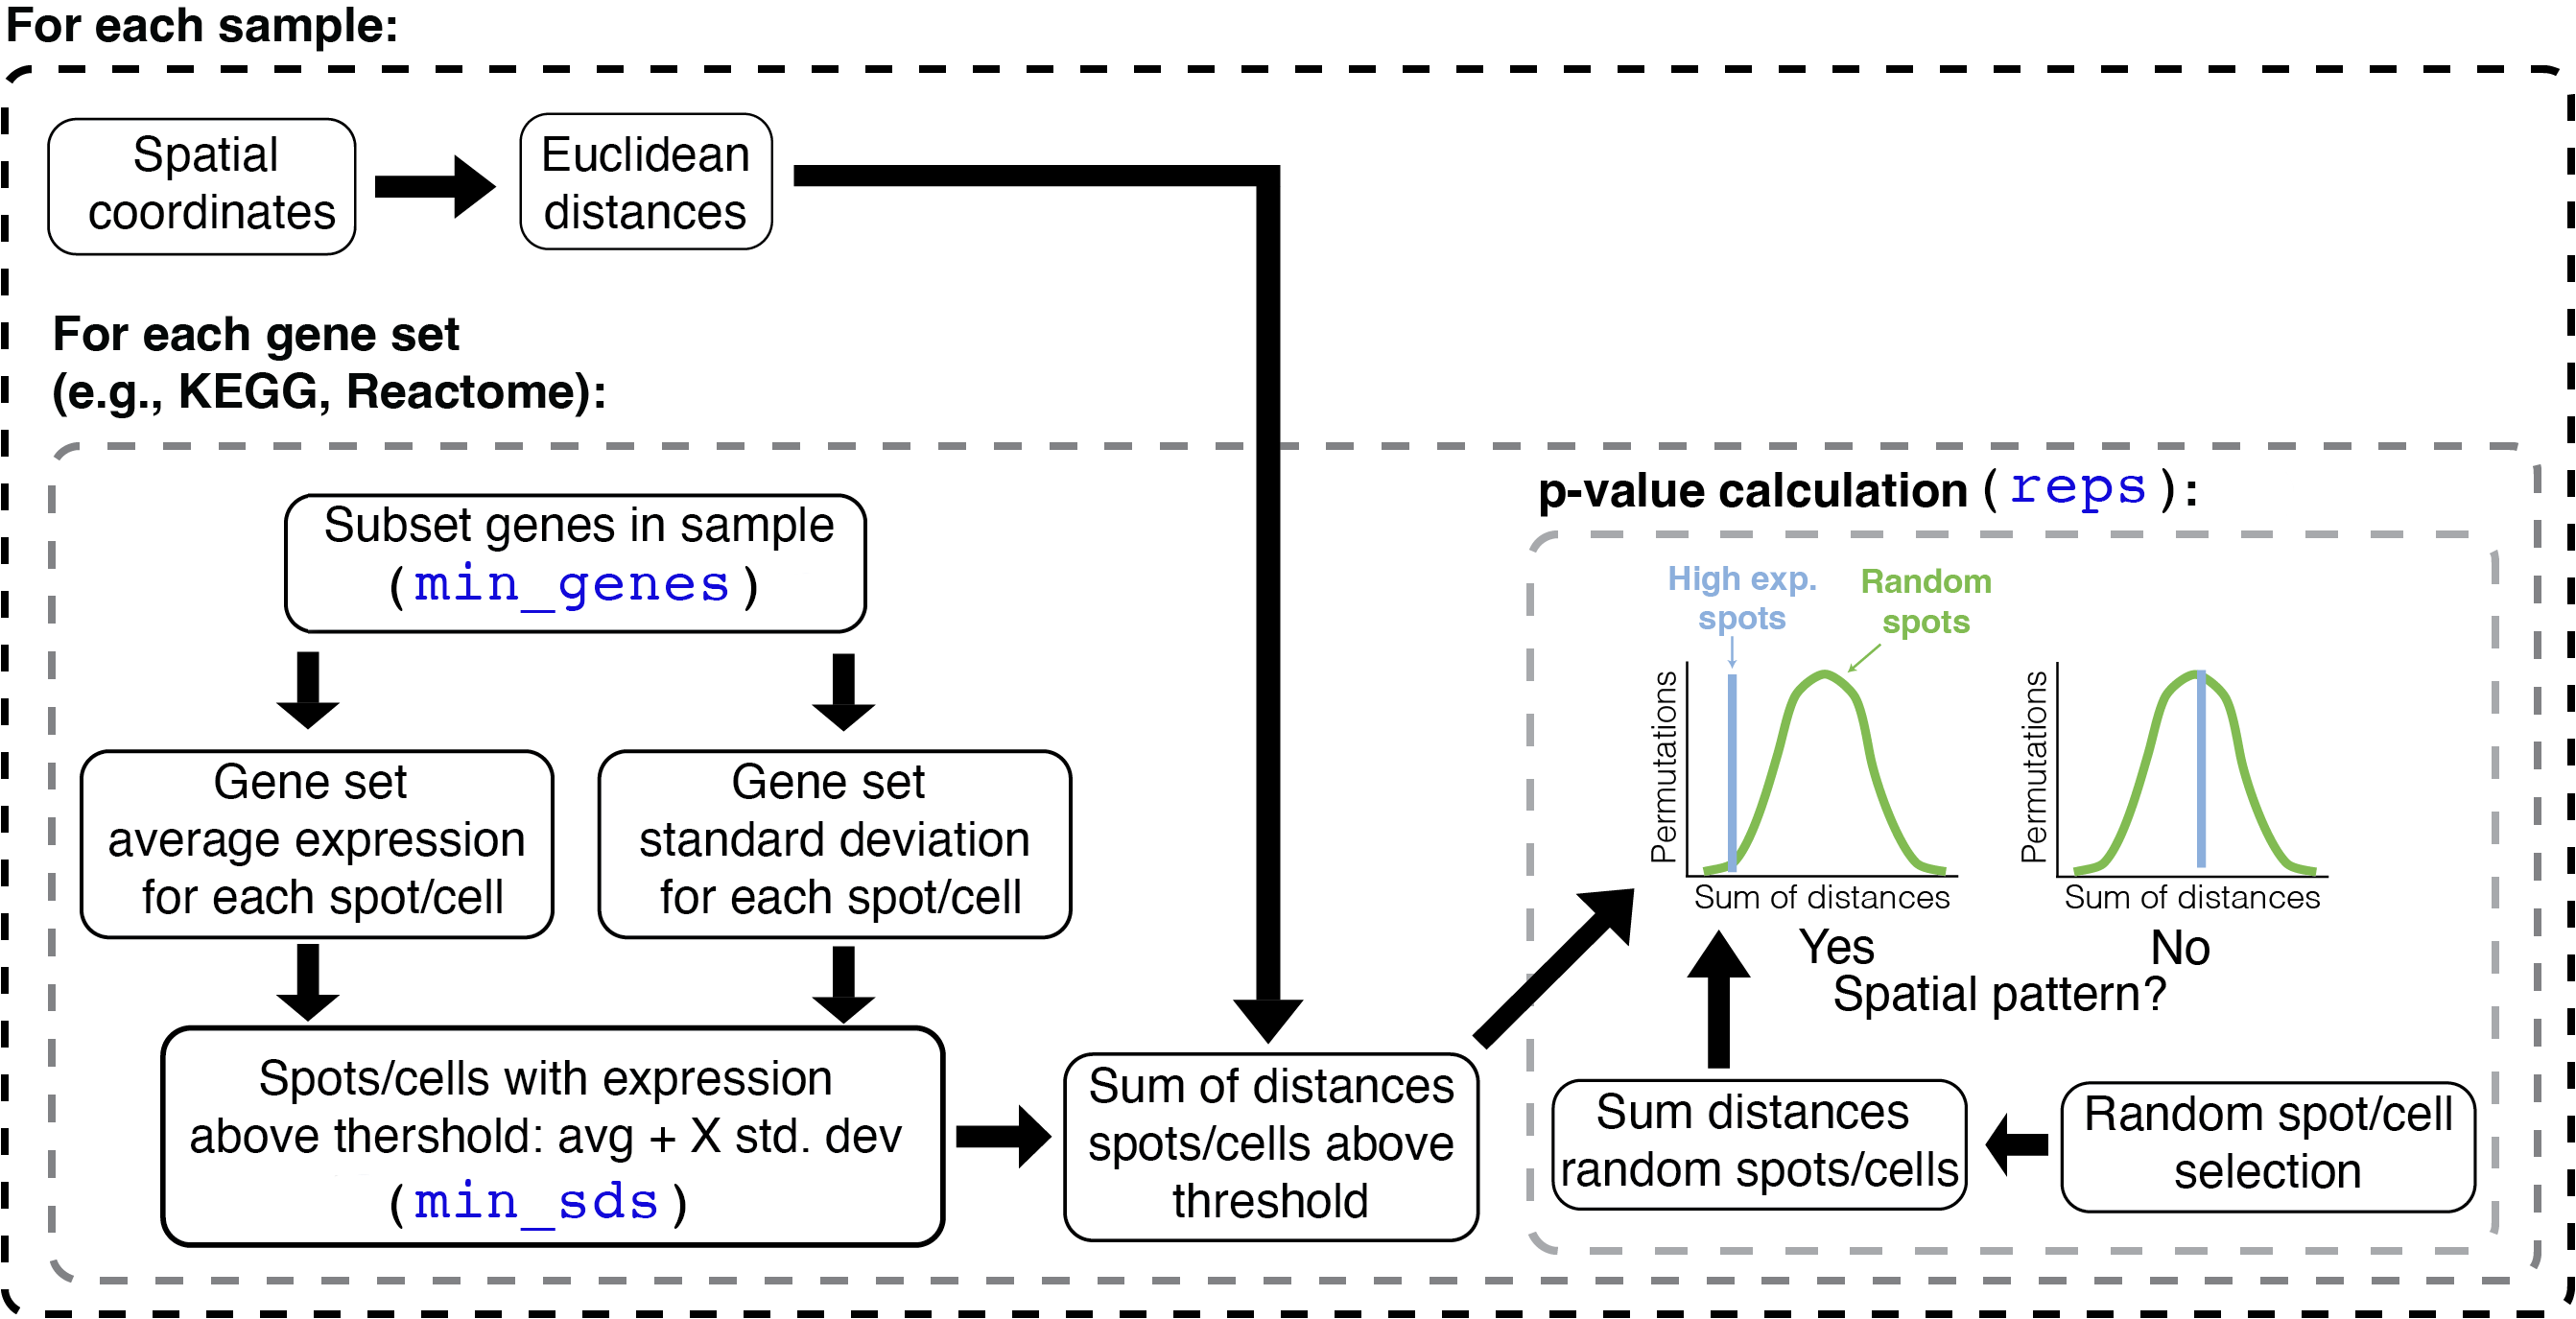 For each sample:
Spatial
coordinates
Euclidean
distances
For each gene set
(e.g., KEGG, Reactome):
Subset genes in sample
(min_genes)
Gene set
average expression
for each spot/cell
Gene set
standard deviation
for each spot/cell
Spots/cells with expression
above thershold: avg + X std. dev
(min_sds)
Sum of distances
spots/cells above
threshold
p-value calculation (reps):
High exp.
spots
Random
spots
Permutations
Sum of distances
Permutations
Sum of distances
Yes
No
Spatial pattern?
Sum distances
random spots/cells
Random spot/cell
selection